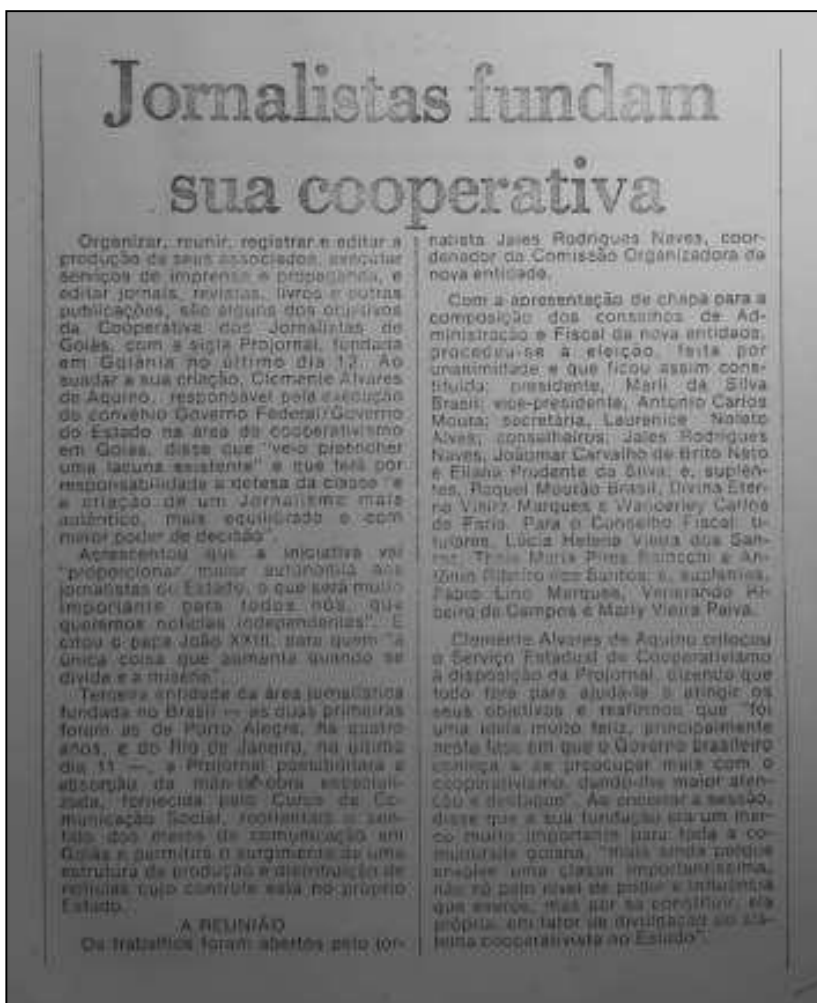 Jornalistas fundam
sua cooperativa
Organizar, reunir, registrar e editar a
produção de seus associados, executar
serviços de imprensa e propaganda, e
editar jornais, revistas, livros e outras
publicações, são alguns dos objetivos
da Cooperativa dos Jornalistas de
Goiás, com a sigla Projornal, fundada
em Goiânia no último dia 12. Ao
saudar a sua criação, Clemente Alvares
de Aquino, responsável pela execução
do convênio Governo Federal/Governo
do Estado na área do cooperativismo
em Goiás, disse que "veio preencher
uma lacuna existente" e que terá por
responsabilidade a defesa da classe "e
a criação de um Jornalismo mais
autêntico, mais equilibrado e com
maior poder de decisão".
Acrescentou que a iniciativa vai
"proporcionar maior autonomia aos
jornalistas do Estado, o que será muito
importante para todos nós, que
queremos notícias independentes". E
citou o papa João XXIII, para quem "a
única coisa que aumenta quando se
divide é a miséria".
Terceira entidade da área jornalística
fundada no Brasil — as duas primeiras
foram as de Porto Alegre, há quatro
anos, e do Rio de Janeiro, no último
dia 11 —, a Projornal possibilitará a
absorção da mão-de-obra especiali-
zada, fornecida pelo Curso de Co-
municação Social, reorientará o sen-
tido dos meios de comunicação em
Goiás e permitirá o surgimento de uma
estrutura de produção e distribuição de
notícias cujo controle está no próprio
Estado.
A REUNIÃO
Os trabalhos foram abertos pelo jor-
nalista Jales Rodrigues Naves, coor-
denador da Comissão Organizadora da
nova entidade.
Com a apresentação de chapa para a
composição dos conselhos de Ad-
ministração e Fiscal da nova entidade,
procedeu-se à eleição, feita por
unanimidade e que ficou assim cons-
tituída: presidente, Marli da Silva
Brasil; vice-presidente, Antonio Carlos
Moura; secretária, Laurenice Noleto
Alves; conselheiros: Jales Rodrigues
Naves, Joãomar Carvalho de Brito Neto
e Eliana Prudente da Silva; e, suplen-
tes, Raquel Mourão Brasil, Divina Eter-
no Vieira Marques e Wanderley Carlos
de Faria. Para o Conselho Fiscal: ti-
tulares, Lúcia Helena Vieira dos San-
tos, Maria Pires e An-
tônio Ribeiro dos Santos; e, suplentes,
Fábio Lino Marques, Venerando Ri-
beiro de Campos e Marly Vieira Paiva.
Clemente Alvares de Aquino colocou
o Serviço Estadual de Cooperativismo
à disposição da Projornal, dizendo que
tudo fará para ajudá-la a atingir os
seus objetivos e reafirmou que "foi
uma idéia muito feliz, principalmente
nesta fase em que o Governo brasileiro
começa a se preocupar mais com o
cooperativismo, dando-lhe maior aten-
ção e destaque". Ao encerrar a sessão,
disse que a sua fundação era um mar-
co muito importante para toda a co-
munidade goiana, "mais ainda porque
envolve uma classe importantíssima,
não só pelo nível de poder e influência
que exerce, mas por se constituir, ela
própria, em fator de divulgação do sis-
tema cooperativista no Estado".